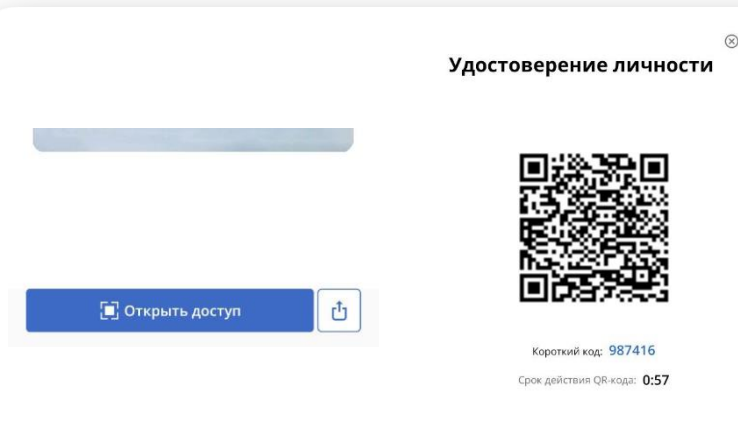 Удостоверение личности
Открыть доступ
Короткий код: 987416
Срок действия QR-кода: 0:57